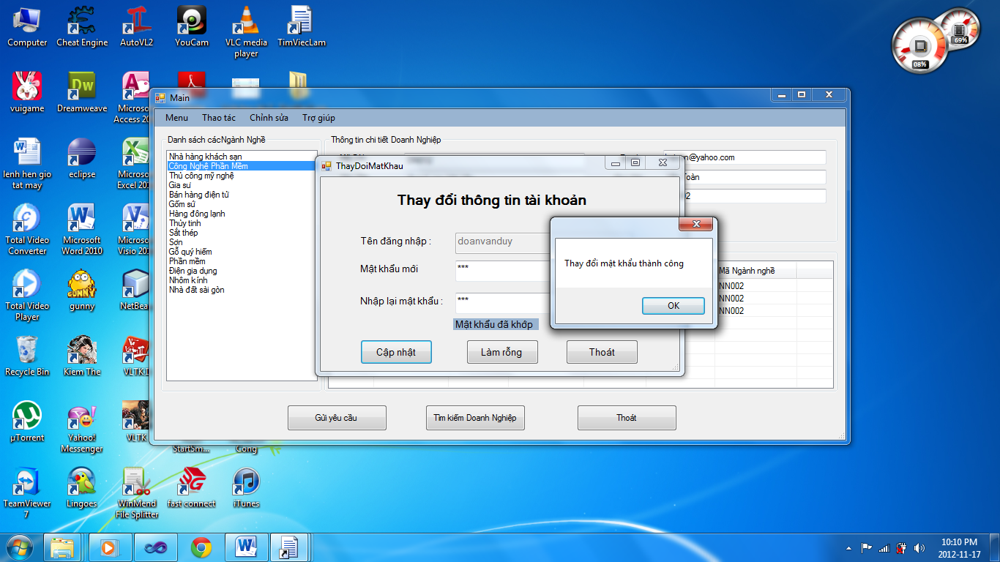 Computer
Cheat Engine
AutoVL2
YouCam
VLC media player
TimViecLam
08%
69%
vuigame
Dreamweave
Microso
Access 20
lenh hen gio
tat may
eclipse
Microso
Excel 201
Total Video
Converter
Microsoft
Word 2010
Microso
Visio 201
Total Video
Player
gunny
NetBea
Recycle Bin
Kiem The
VLTK-I
µTorrent
Yahoo!
Messenger
VLTK
StartSm...
Cong
TeamViewer
7
Lingoes
WinMend
File Splitter
fast connect
iTunes
Main
Menu
Thao tác
Chỉnh sửa
Trợ giúp
Danh sách cácNgành Nghề
Nhà hàng khách sạn
Công Nghệ Phần Mềm
Thủ công mỹ nghệ
Gia sư
Bán hàng điện tử
Gốm sứ
Hàng đông lạnh
Thủy tinh
Sắt thép
Sơn
Gỗ quý hiếm
Phần mềm
Điện gia dụng
Nhôm kính
Nhà đất sài gòn
Thông tin chi tiết Doanh Nghiệp
n@yahoo.com
Toàn
2
Mã Ngành nghề
NN002
NN002
NN002
ThayDoiMatKhau
Thay đổi thông tin tài khoản
Tên đăng nhập :
doanvanduy
Mật khẩu mới
***
Nhập lại mật khẩu :
***
Mật khẩu đã khớp
Cập nhật
Làm rỗng
Thoát
Thay đổi mật khẩu thành công
OK
Gửi yêu cầu
Tìm kiếm Doanh Nghiệp
Thoát
10:10 PM
2012-11-17